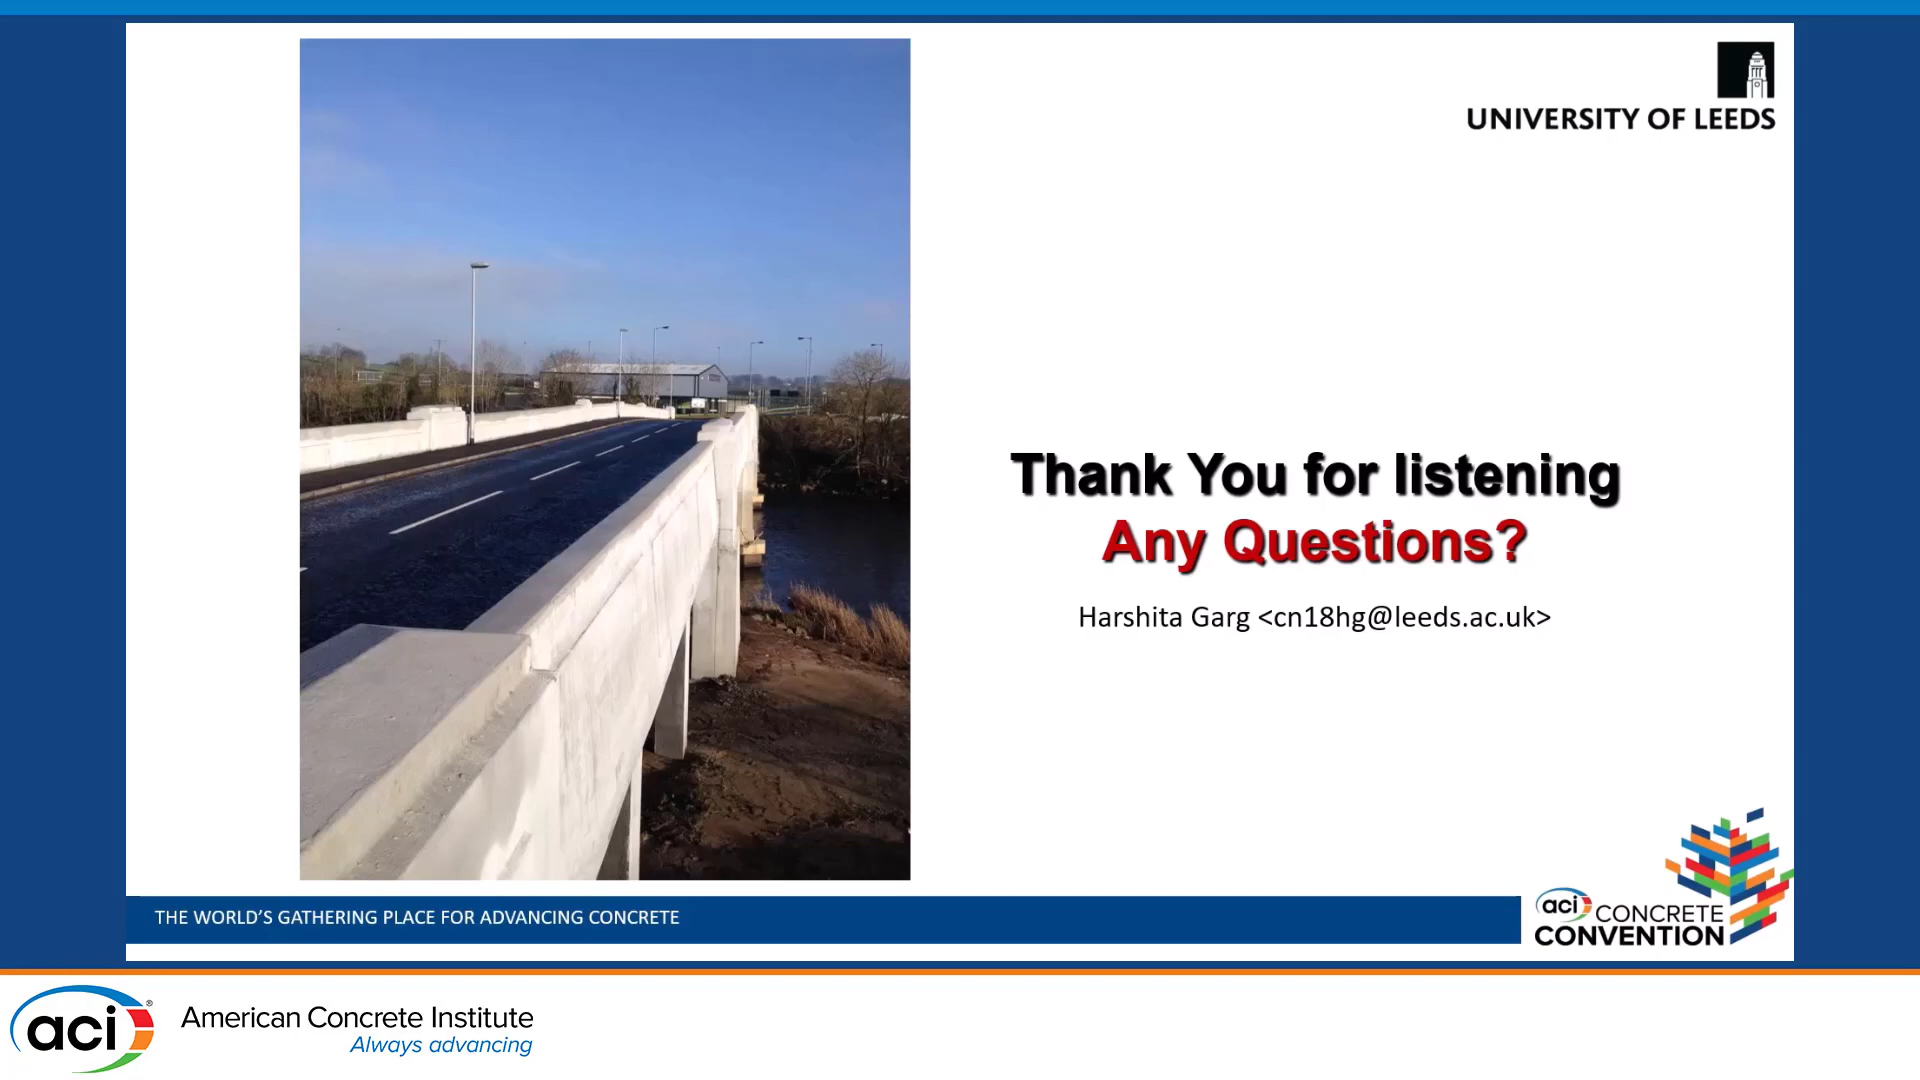 UNIVERSITY OF LEEDS
Thank You for listening
Any Questions?
Harshita Garg <cn18hg@leeds.ac.uk>
THE WORLD'S GATHERING PLACE FOR ADVANCING CONCRETE
aci CONCRETE
CONVENTION
aci®
American Concrete Institute
Always advancing